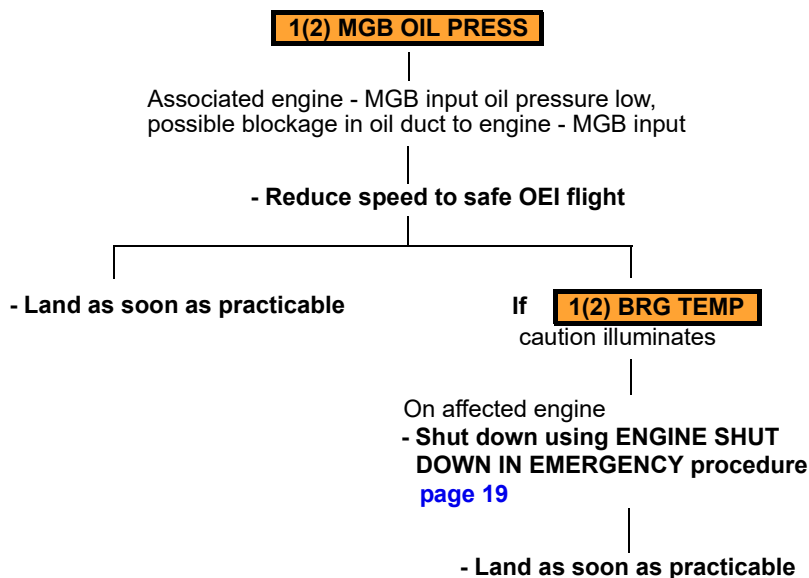 1(2) MGB OIL PRESS
Associated engine - MGB input oil pressure low,
possible blockage in oil duct to engine - MGB input
- Reduce speed to safe OEI flight
- Land as soon as practicable
If 1(2) BRG TEMP
caution illuminates
On affected engine
- Shut down using ENGINE SHUT
DOWN IN EMERGENCY procedure
page 19
- Land as soon as practicable